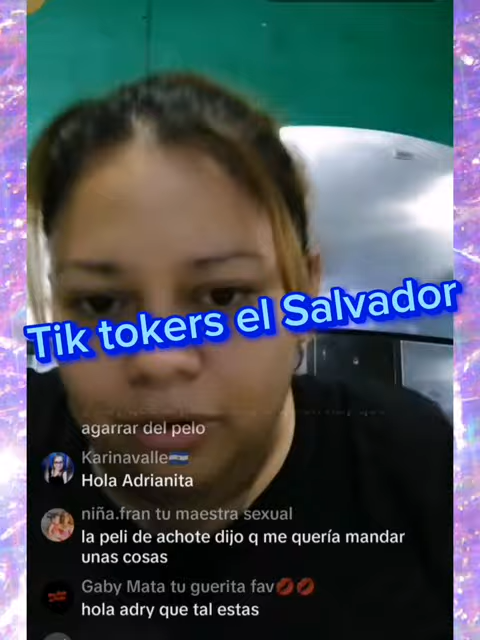 Tik tokers el Salvador
agarrar del pelo
Karinavalle🇸🇻
Hola Adrianita
niña.fran tu maestra sexual
la peli de achote dijo q me quería mandar
unas cosas
Gaby Mata tu guerita fav💋💋
hola adry que tal estas